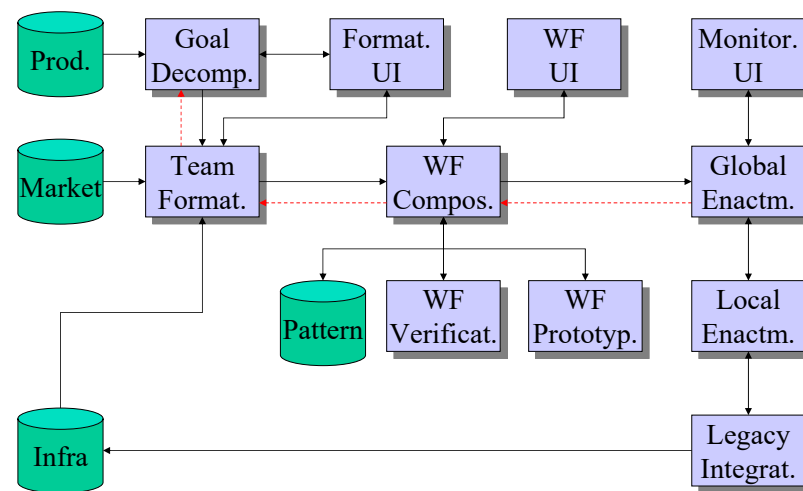 Prod.
Goal
Decomp.
Format.
UI
WF
UI
Monitor.
UI
Market
Team
Format.
WF
Compos.
Global
Enactm.
Pattern
WF
Verificat.
WF
Prototyp.
Local
Enactm.
Infra
Legacy
Integrat.